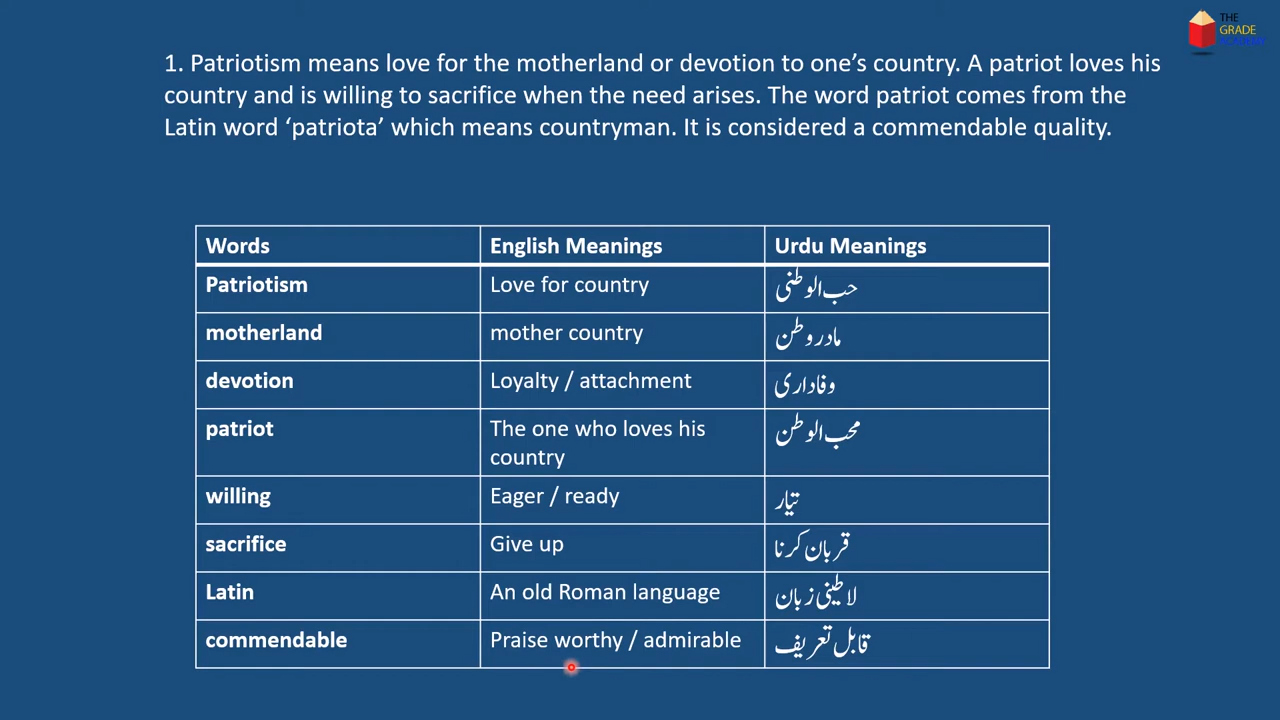 THE
GRADE
ACADEMY
1. Patriotism means love for the motherland or devotion to one’s country. A patriot loves his
country and is willing to sacrifice when the need arises. The word patriot comes from the
Latin word ‘patriota’ which means countryman. It is considered a commendable quality.
Words English Meanings Urdu Meanings
Patriotism Love for country حب الوطنی
motherland mother country مادر وطن
devotion Loyalty / attachment وفاداری
patriot The one who loves his
country محب الوطن
willing Eager / ready تیار
sacrifice Give up قربان کرنا
Latin An old Roman language لاطینی زبان
commendable Praise worthy / admirable قابل تعریف